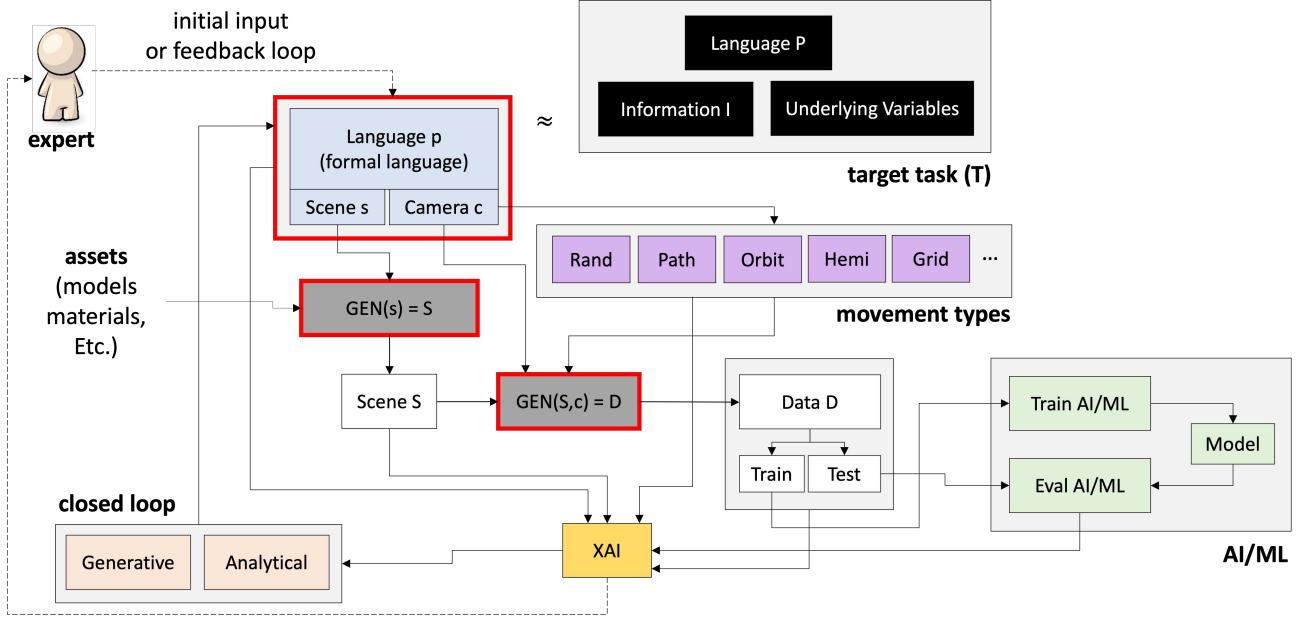 initial input
or feedback loop
expert
Language P
Information I
Underlying Variables
≈
target task (T)
Language p
(formal language)
Scene s
Camera c
Rand
Path
Orbit
Hemi
Grid
...
movement types
assets
(models
materials,
Etc.)
GEN(s) = S
Scene S
GEN(S,c) = D
Data D
Train
Test
Train AI/ML
Model
Eval AI/ML
AI/ML
closed loop
Generative
Analytical
XAI